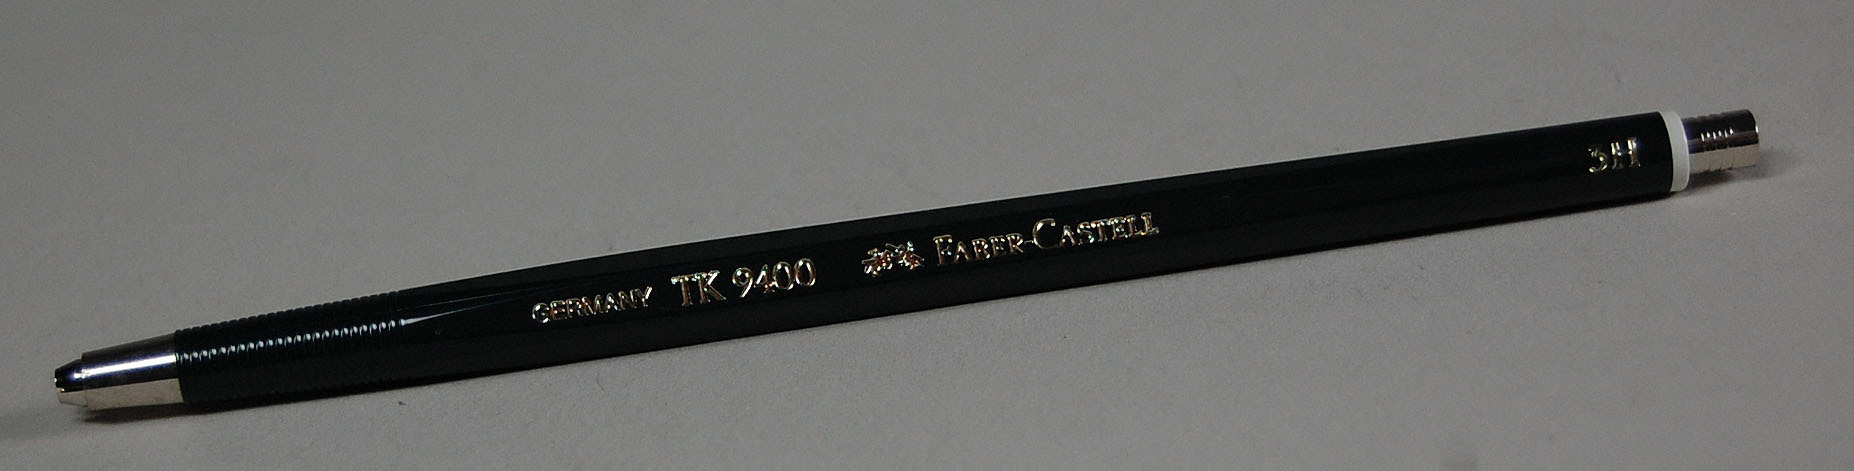 GERMANY TK 9400 FABER-CASTELL 3H